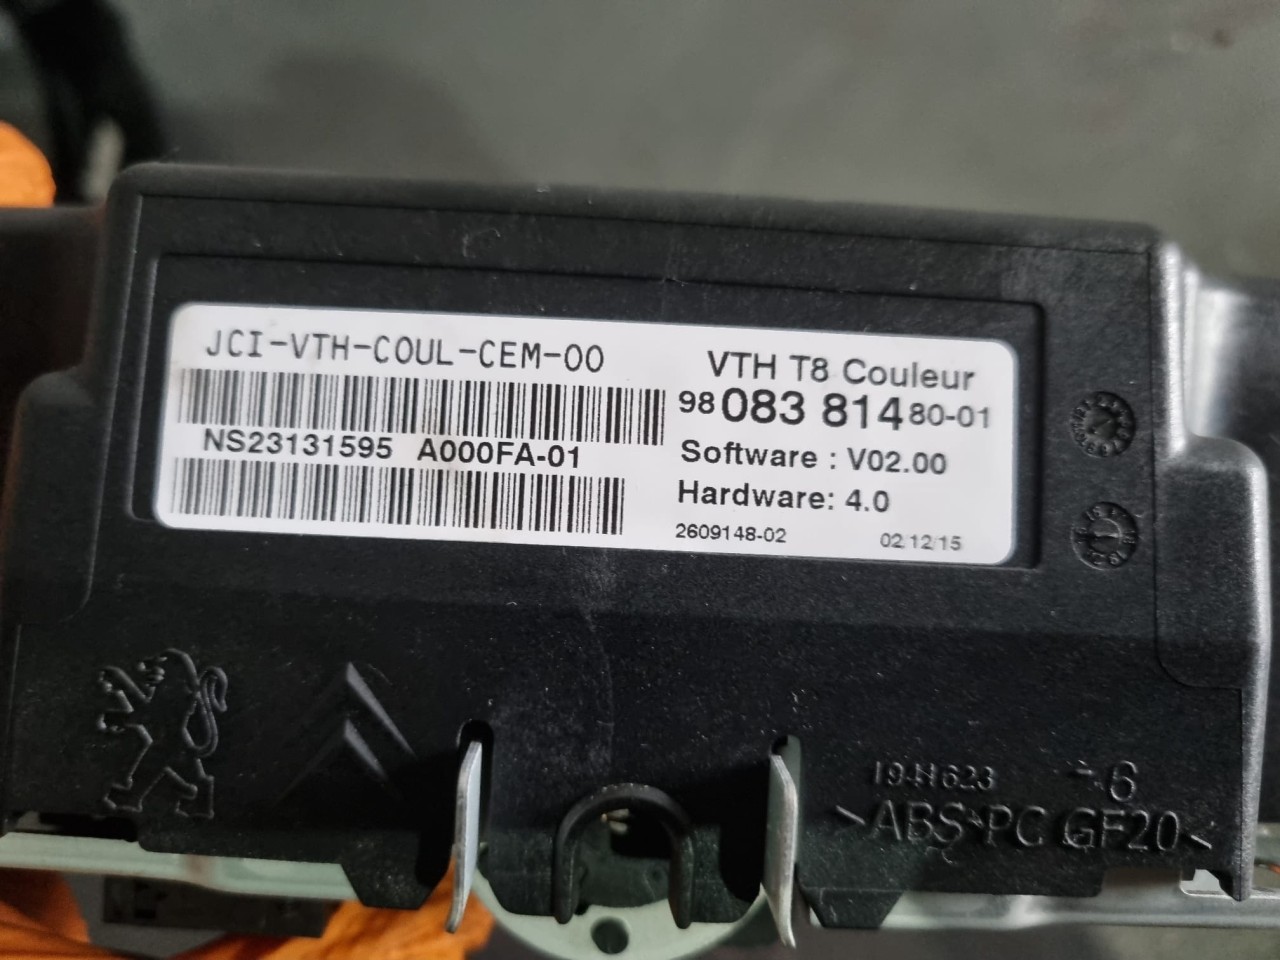 JCI-VTH-COUL-CEM-00
NS23131595 A000FA-01
VTH T8 Couleur
98 083 814 80-01
Software : V02.00
Hardware: 4.0
2609148-02 02/12/15
1941623 -6
>ABS+PC GF20<